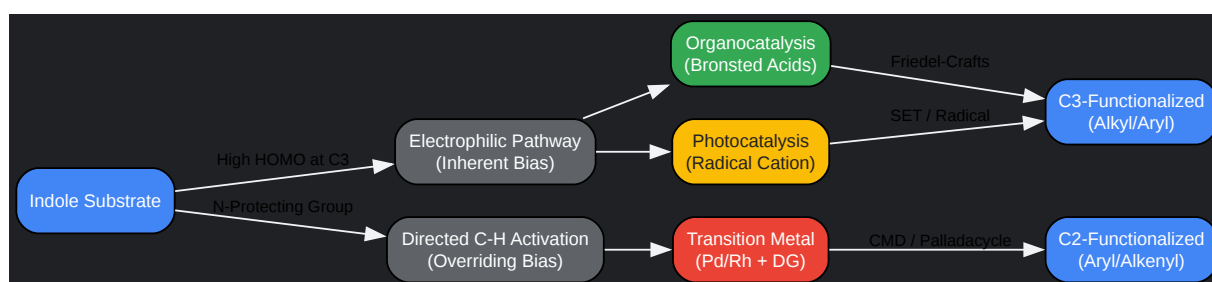 Indole Substrate
High HOMO at C3
N-Protecting Group
Electrophilic Pathway
(Inherent Bias)
Directed C-H Activation
(Overriding Bias)
Organocatalysis
(Bronsted Acids)
Photocatalysis
(Radical Cation)
Transition Metal
(Pd/Rh + DG)
Friedel-Crafts
SET / Radical
CMD / Palladacycle
C3-Functionalized
(Alkyl/Aryl)
C2-Functionalized
(Aryl/Alkenyl)